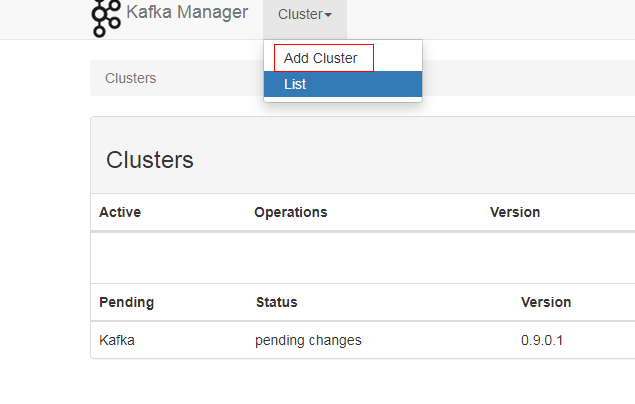 Kafka Manager Cluster
Add Cluster
List
Clusters
Clusters
Active Operations Version
Pending Status Version
Kafka pending changes 0.9.0.1